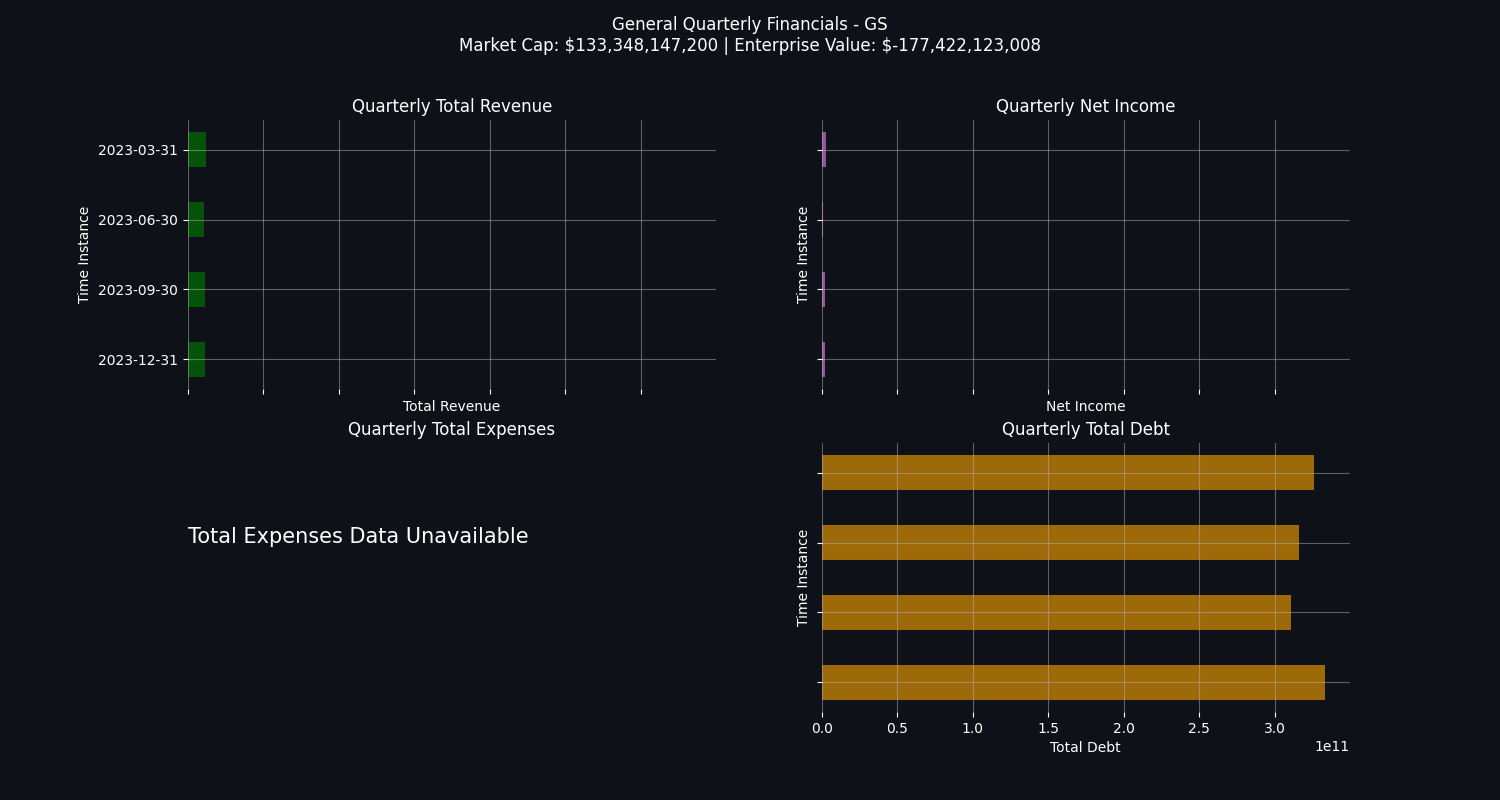 General Quarterly Financials - GS
Market Cap: $133,348,147,200 | Enterprise Value: $-177,422,123,008
Quarterly Total Revenue
Time Instance
2023-03-31
2023-06-30
2023-09-30
2023-12-31
Total Revenue
Quarterly Net Income
Time Instance
Net Income
Quarterly Total Expenses
Total Expenses Data Unavailable
Quarterly Total Debt
Time Instance
0.0 0.5 1.0 1.5 2.0 2.5 3.0
1e11
Total Debt